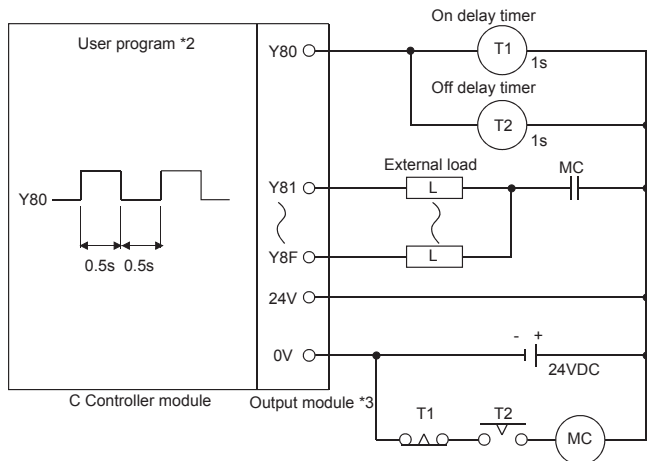 On delay timer
User program *2
Y80
T1
1s
Off delay timer
T2
1s
External load
MC
Y80
Y81
L
0.5s 0.5s
Y8F
L
24V
0V
- +
24VDC
C Controller module
Output module *3
T1
T2
MC